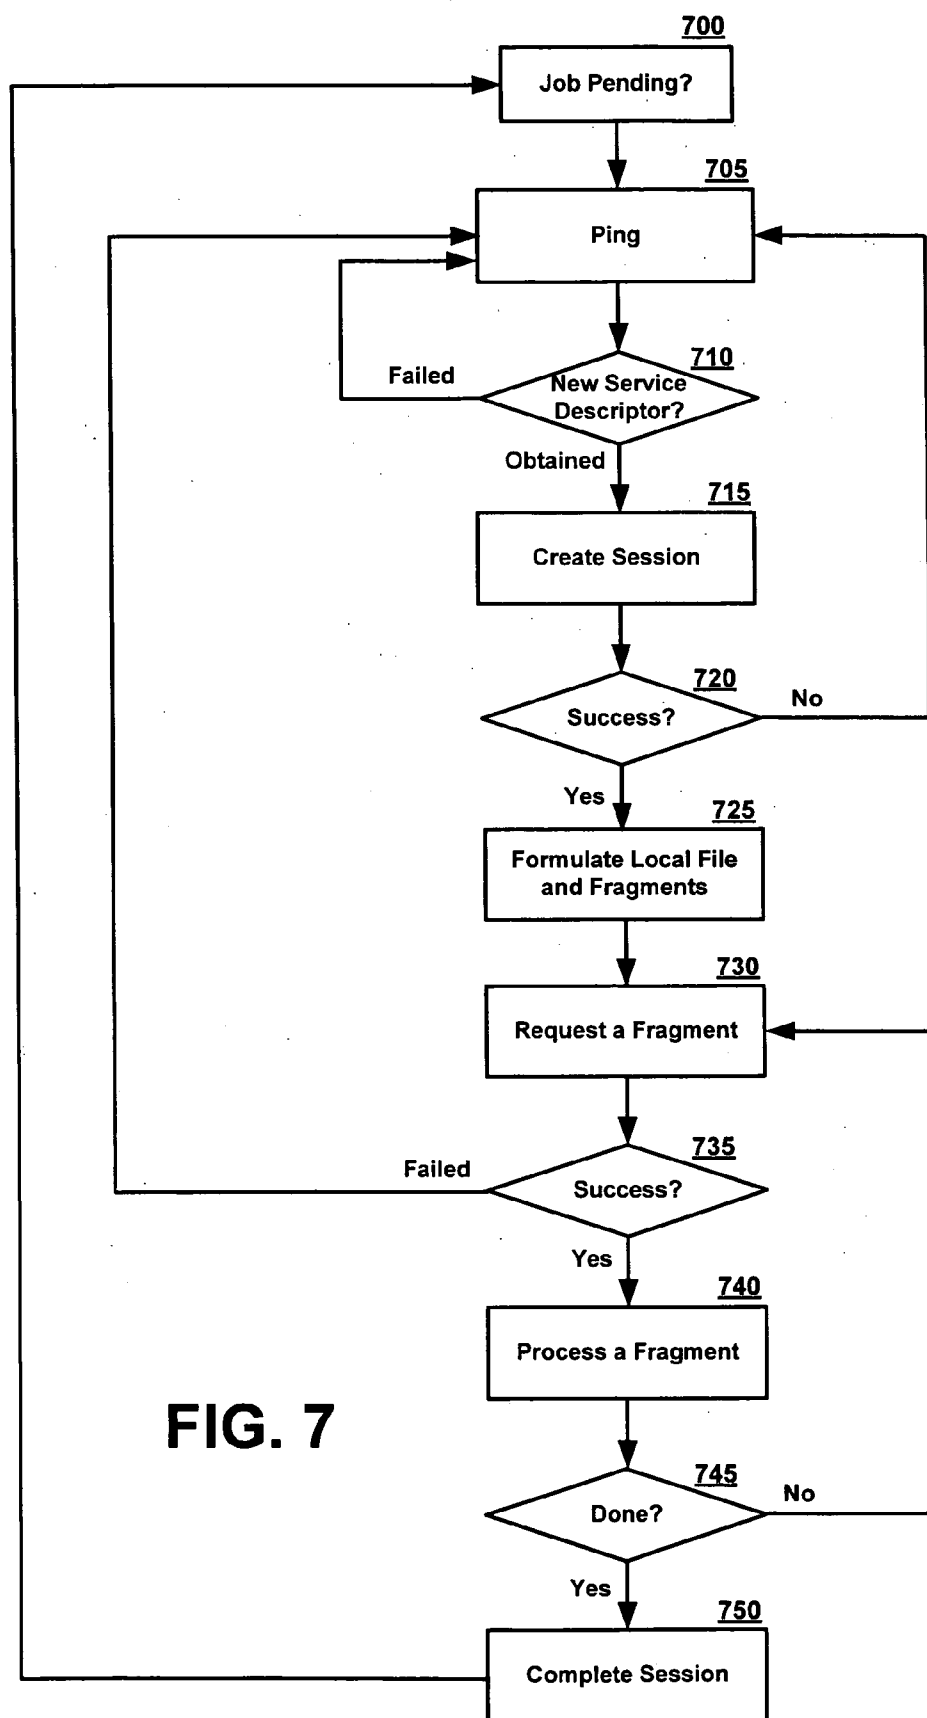 700
Job Pending?
705
Ping
710
Failed
New Service
Descriptor?
Obtained
715
Create Session
720
Success?
No
Yes
725
Formulate Local File
and Fragments
730
Request a Fragment
735
Failed
Success?
Yes
740
Process a Fragment
FIG. 7
745
No
Done?
Yes
750
Complete Session